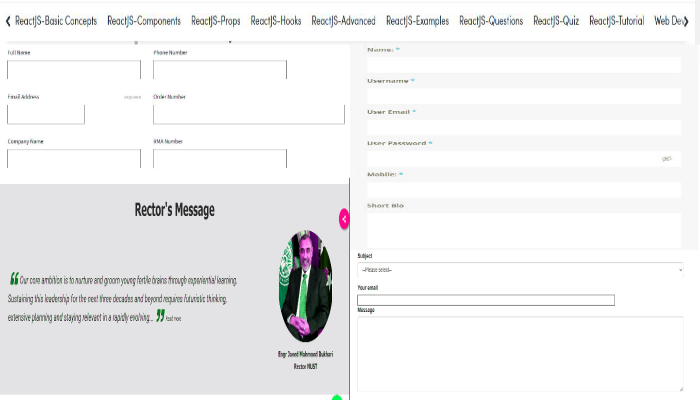 ReactJS-Basic Concepts ReactJS-Components ReactJS-Props ReactJS-Hooks ReactJS-Advanced ReactJS-Examples ReactJS-Questions ReactJS-Quiz ReactJS-Tutorial Web Dev
Full Name Phone Number
Email Address required Order Number
Company Name RMA Number
Rector's Message
Our core ambition is to nurture and groom young fertile brains through experiential learning.
Sustaining this leadership for the next three decades and beyond requires futuristic thinking,
extensive planning and staying relevant in a rapidly evolving... Read more
Engr Javed Mahmood Bukhari
Rector NUST
Name: *
Username *
User Email *
User Password *
Mobile: *
Short Bio
Subject
--Please select--
Your email
Message